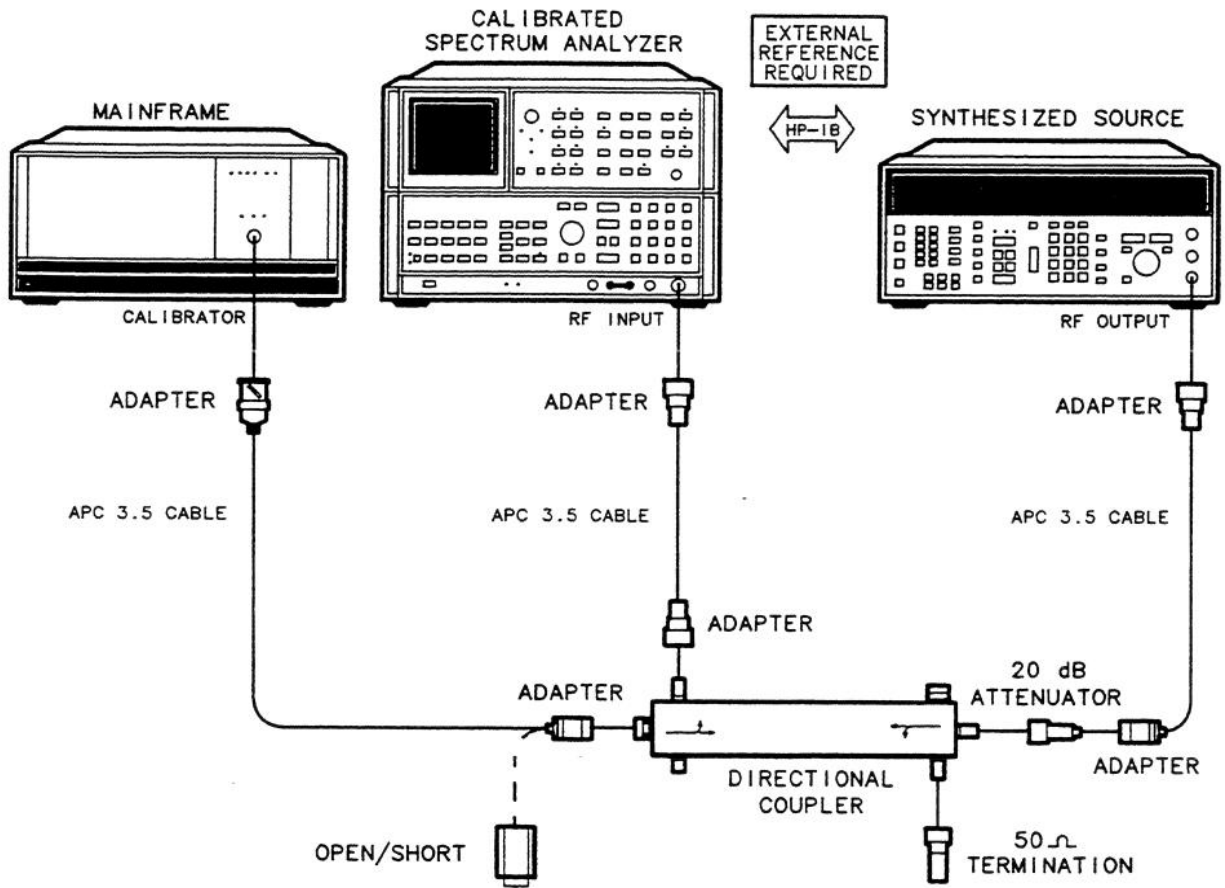 CALIBRATED
SPECTRUM ANALYZER
EXTERNAL
REFERENCE
REQUIRED
MAINFRAME
HP-IB
SYNTHESIZED SOURCE
CALIBRATOR
RF INPUT
RF OUTPUT
ADAPTER
ADAPTER
ADAPTER
APC 3.5 CABLE
APC 3.5 CABLE
APC 3.5 CABLE
ADAPTER
ADAPTER
20 dB
ATTENUATOR
ADAPTER
DIRECTIONAL
COUPLER
OPEN/SHORT
50Ω
TERMINATION